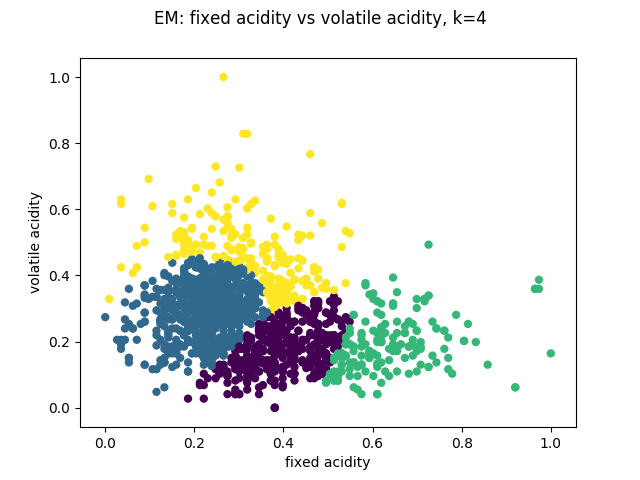 EM: fixed acidity vs volatile acidity, k=4
1.0
0.8
0.6
0.4
0.2
0.0
volatile acidity
0.0 0.2 0.4 0.6 0.8 1.0
fixed acidity